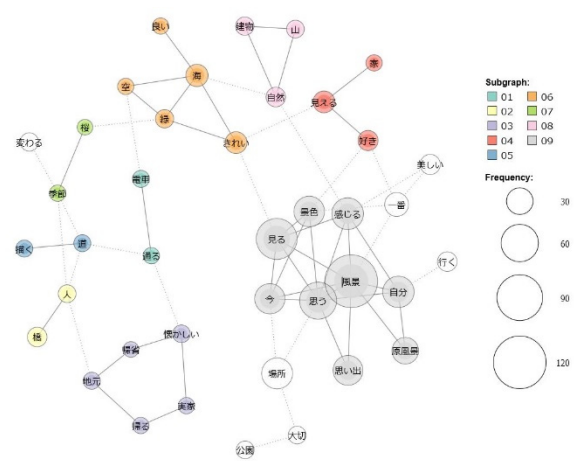 良い
建物
山
海
空
自然
見える
緑
桜
きれい
好き
変わる
電車
美しい
季節
一番
景色
感じる
見る
道
通る
行く
風景
自分
人
今
思う
橋
懐かしい
帰省
原風景
地元
場所
思い出
実家
帰る
大切
公園
Subgraph:
01 06
02 07
03 08
04 09
05
Frequency:
30
60
90
120